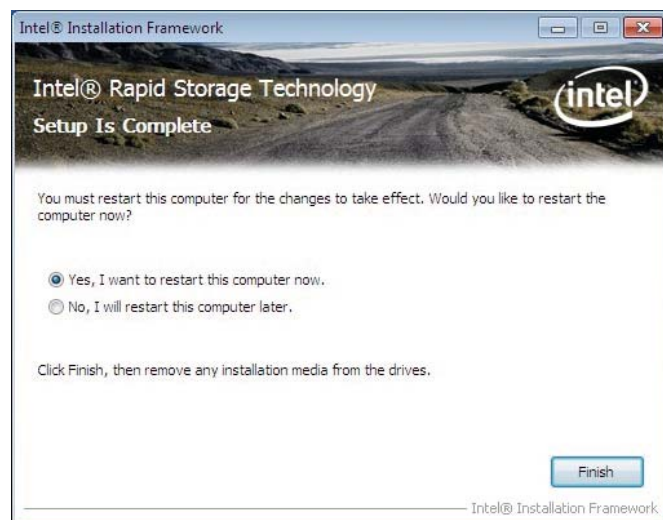 Intel® Installation Framework
Intel® Rapid Storage Technology
Setup Is Complete
intel
You must restart this computer for the changes to take effect. Would you like to restart the
computer now?
Yes, I want to restart this computer now.
No, I will restart this computer later.
Click Finish, then remove any installation media from the drives.
Finish
Intel® Installation Framework